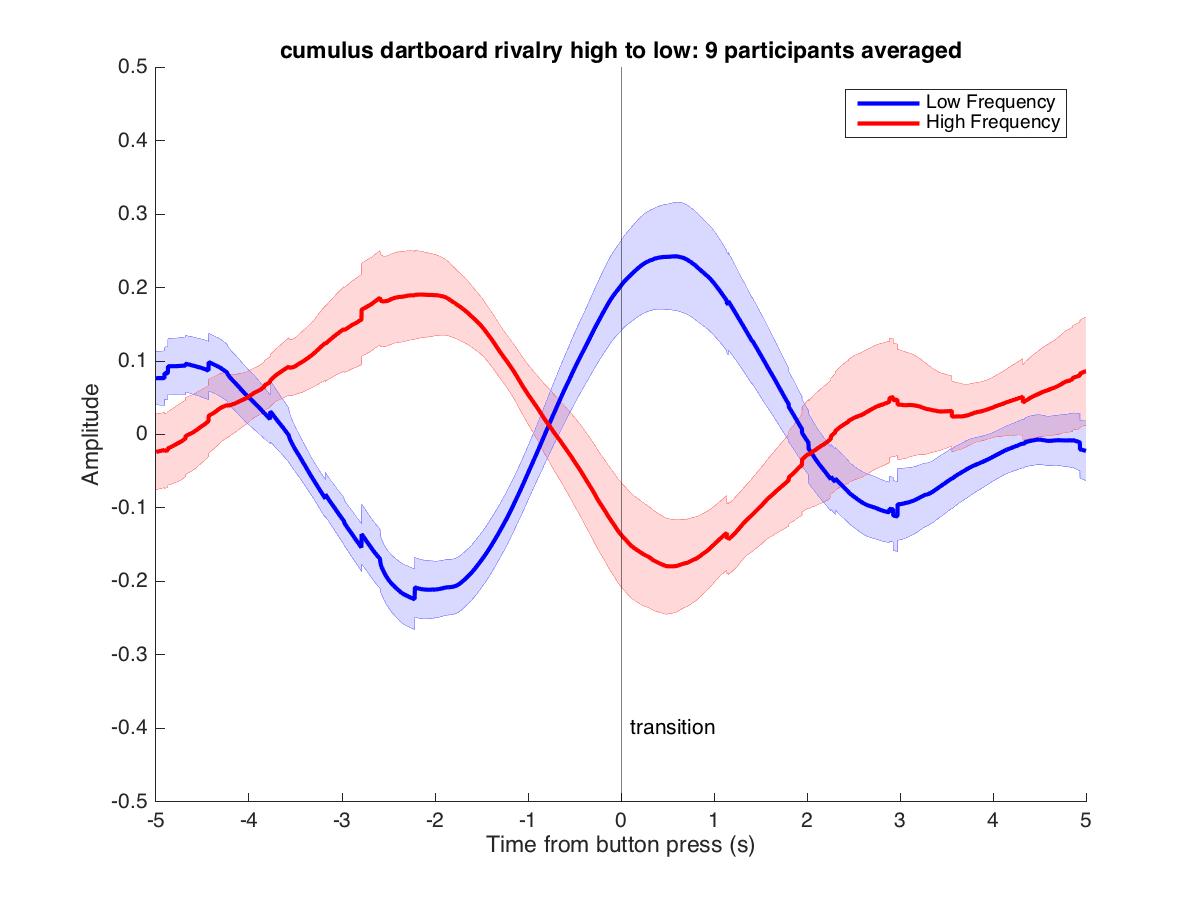 cumulus dartboard rivalry high to low: 9 participants averaged
0.5
0.4
0.3
0.2
0.1
0
-0.1
-0.2
-0.3
-0.4
-0.5
Amplitude
Low Frequency
High Frequency
transition
-5 -4 -3 -2 -1 0 1 2 3 4 5
Time from button press (s)